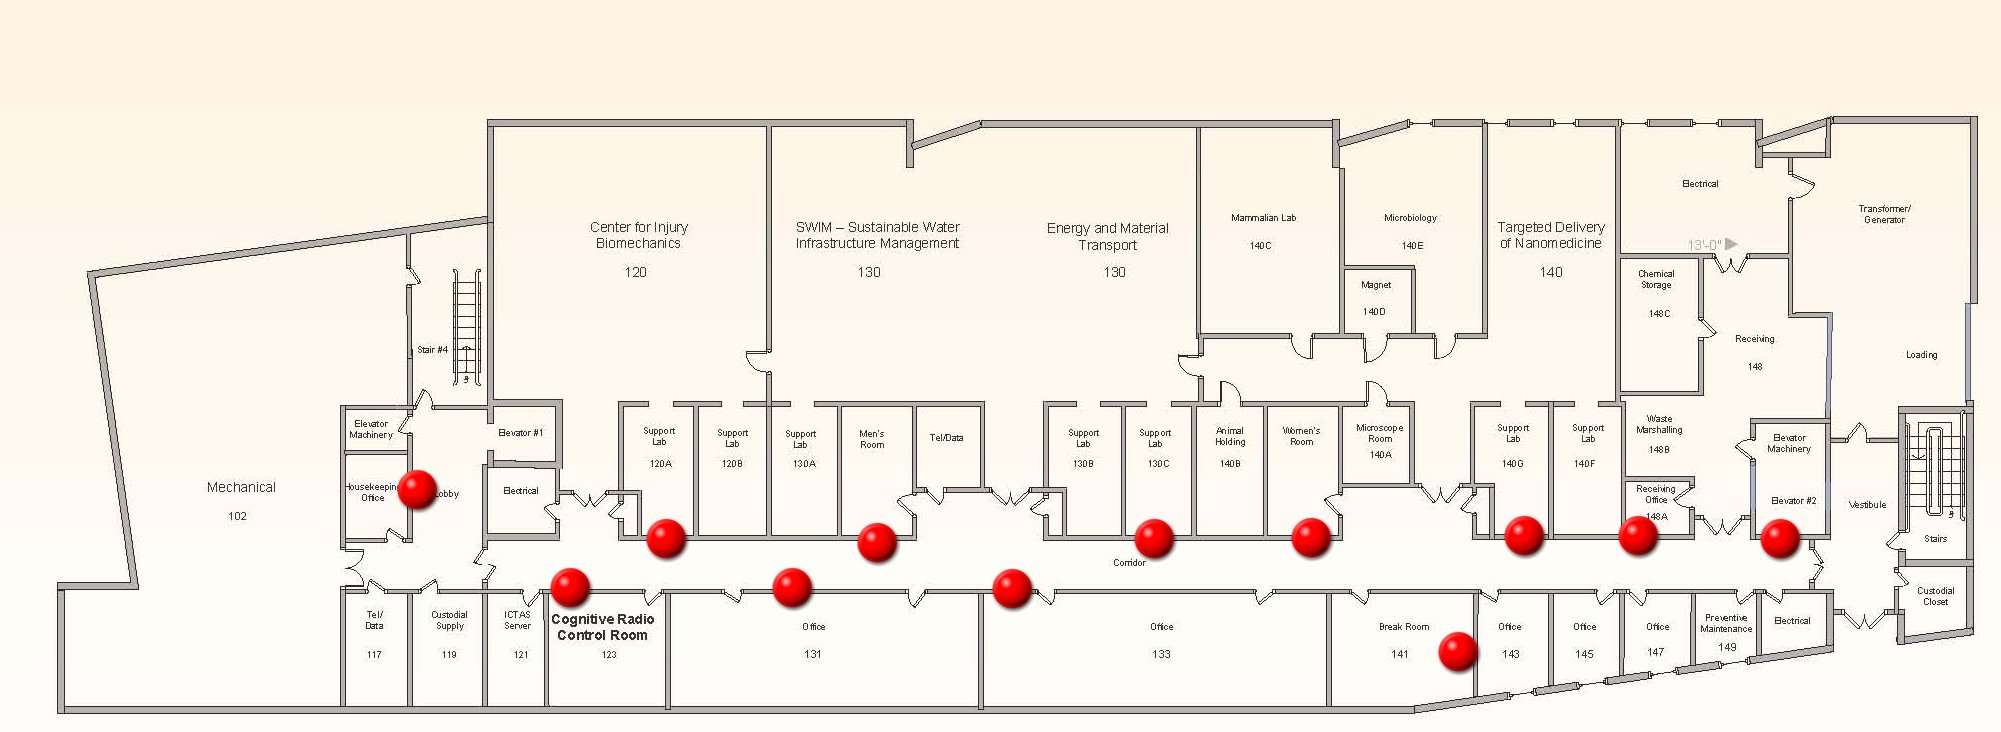 Center for Injury
Biomechanics
120
SWIM – Sustainable Water
Infrastructure Management
130
Energy and Material
Transport
130
Mammalian Lab
140C
Microbiology
140E
Magnet
140D
Targeted Delivery
of Nanomedicine
140
Electrical
13'-0"
Transformer/
Generator
Chemical
Storage
148C
Receiving
148
Loading
Stair #4
Elevator
Machinery
Elevator #1
Support
Lab
120A
Support
Lab
120B
Support
Lab
130A
Men's
Room
Tel/Data
Support
Lab
130B
Support
Lab
130C
Animal
Holding
140B
Women's
Room
Microscope
Room
140A
Support
Lab
140G
Support
Lab
140F
Waste
Marshalling
148B
Receiving
Office
148A
Elevator
Machinery
Elevator #2
Vestibule
Stairs
Mechanical
102
Housekeeping
Office
Lobby
Electrical
Corridor
Tel/
Data
117
Custodial
Supply
119
ICTAS
Server
121
Cognitive Radio
Control Room
123
Office
131
Office
133
Break Room
141
Office
143
Office
145
Office
147
Preventive
Maintenance
149
Electrical
Custodial
Closet